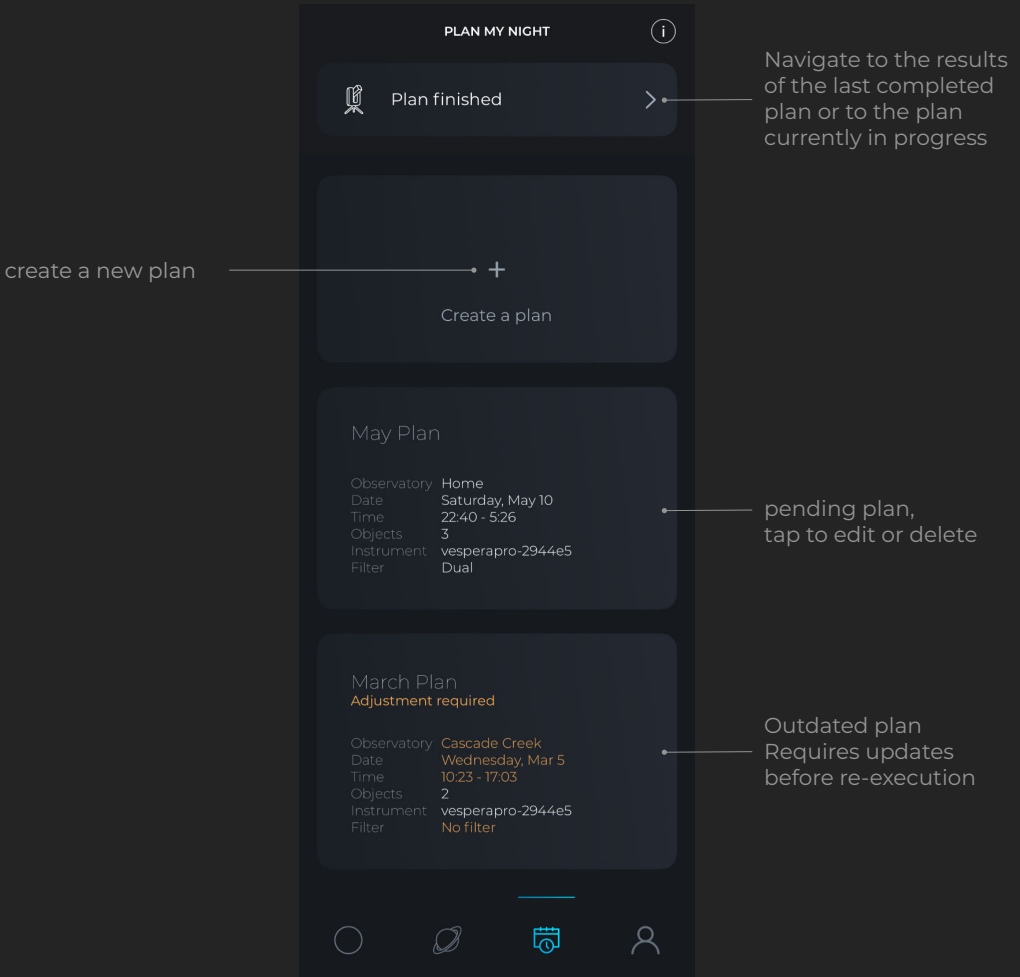 PLAN MY NIGHT
i
Plan finished
Navigate to the results
of the last completed
plan or to the plan
currently in progress
create a new plan
+
Create a plan
May Plan
Observatory Home
Date Saturday, May 10
Time 22:40 - 5:26
Objects 3
Instrument vesperapro-2944e5
Filter Dual
pending plan,
tap to edit or delete
March Plan
Adjustment required
Observatory Cascade Creek
Date Wednesday, Mar 5
Time 10:23 - 17:03
Objects 2
Instrument vesperapro-2944e5
Filter No filter
Outdated plan
Requires updates
before re-execution